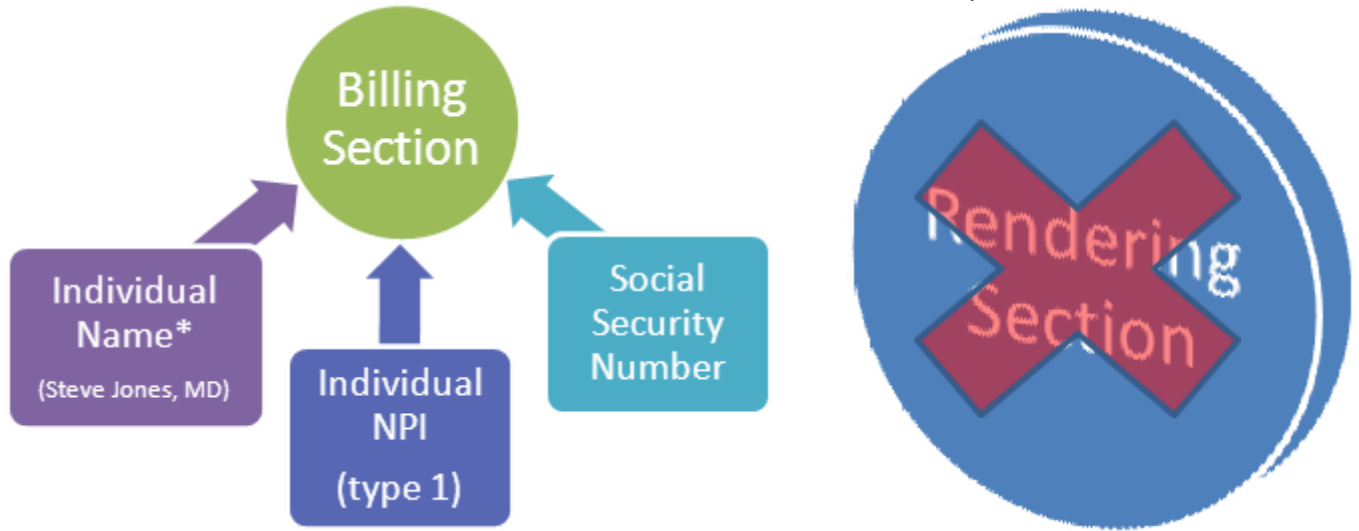 Billing
Section
Individual
Name*
(Steve Jones, MD)
Individual
NPI
(type 1)
Social
Security
Number
Rendering
Section